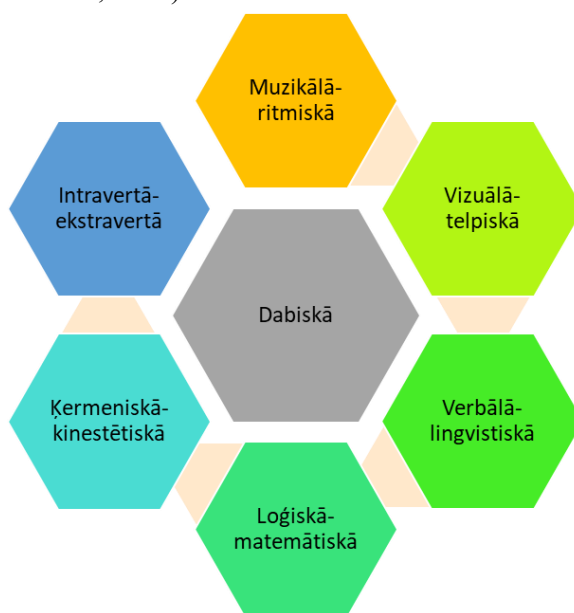 Muzikālā-
ritmiskā
Intravertā-
ekstravertā
Vizuālā-
telpiskā
Dabiskā
Ķermeniskā-
kinestētiskā
Verbālā-
lingvistiskā
Loģiskā-
matemātiskā